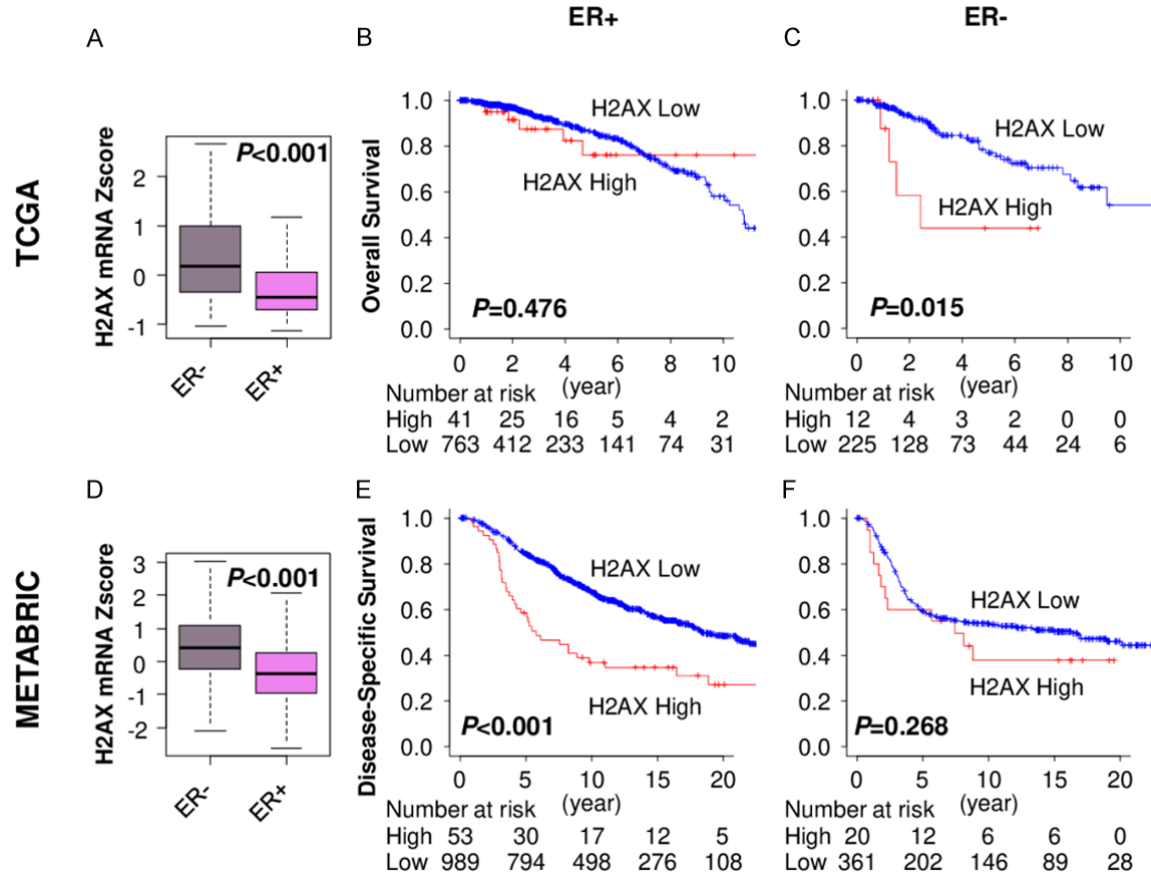 ER+
ER-
A
B
C
TCGA
H2AX mRNA Zscore
2
1
0
-1
P<0.001
ER-
ER+
Overall Survival
1.0
0.8
0.6
0.4
0.2
0.0
H2AX Low
H2AX High
P=0.476
0 2 4 6 8 10
(year)
Number at risk
High 41 25 16 5 4 2
Low 763 412 233 141 74 31
1.0
0.8
0.6
0.4
0.2
0.0
H2AX Low
H2AX High
P=0.015
0 2 4 6 8 10
(year)
Number at risk
High 12 4 3 2 0 0
Low 225 128 73 44 24 6
D
E
F
METABRIC
H2AX mRNA Zscore
3
2
1
0
-1
-2
P<0.001
ER-
ER+
Disease-Specific Survival
1.0
0.8
0.6
0.4
0.2
0.0
H2AX Low
H2AX High
P<0.001
0 5 10 15 20
(year)
Number at risk
High 53 30 17 12 5
Low 989 794 498 276 108
1.0
0.8
0.6
0.4
0.2
0.0
H2AX Low
H2AX High
P=0.268
0 5 10 15 20
(year)
Number at risk
High 20 12 6 6 0
Low 361 202 146 89 28